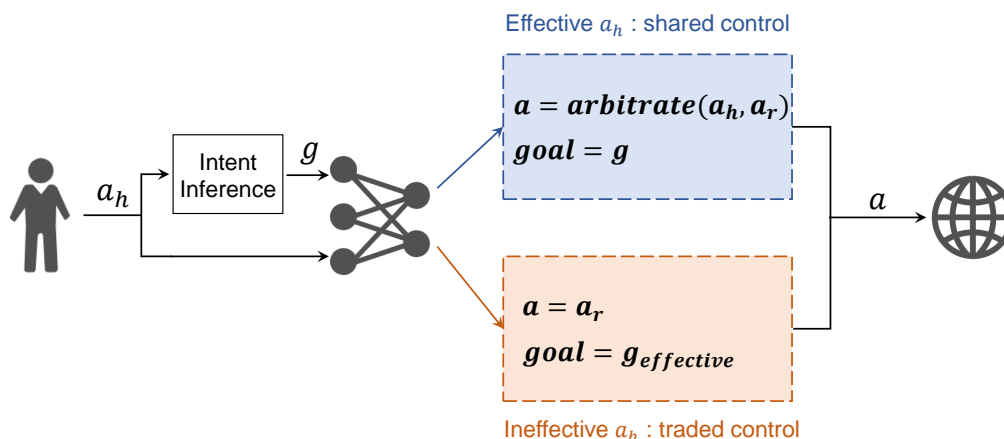 Effective a_h : shared control
a = arbitrate(a_h, a_r)
goal = g
a_h
Intent
Inference
g
a
a = a_r
goal = g_effective
Ineffective a_h : traded control